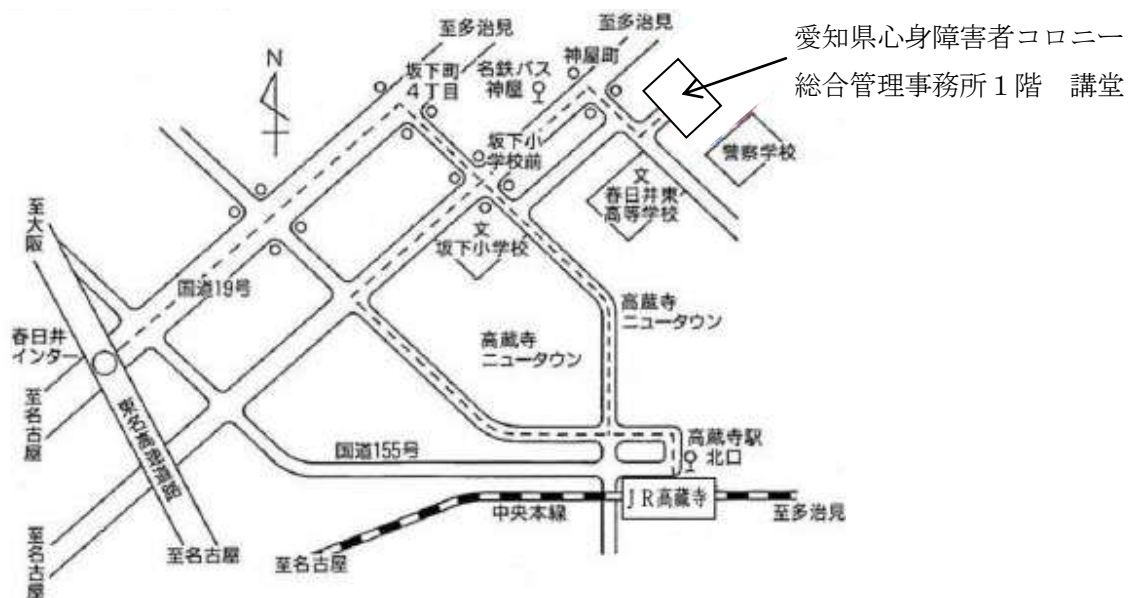 愛知県心身障害者コロニー
総合管理事務所1階 講堂
至多治見
至多治見
N
坂下町
4丁目
名鉄バス
神屋
神屋町
坂下小
学校前
警察学校
文
春日井東
高等学校
文
坂下小学校
至大阪
国道19号
高蔵寺
ニュータウン
高蔵寺
ニュータウン
春日井
インター
至名古屋
東名高速道路
国道155号
高蔵寺駅
北口
JR高蔵寺
中央本線
至多治見
至名古屋
至名古屋
至名古屋